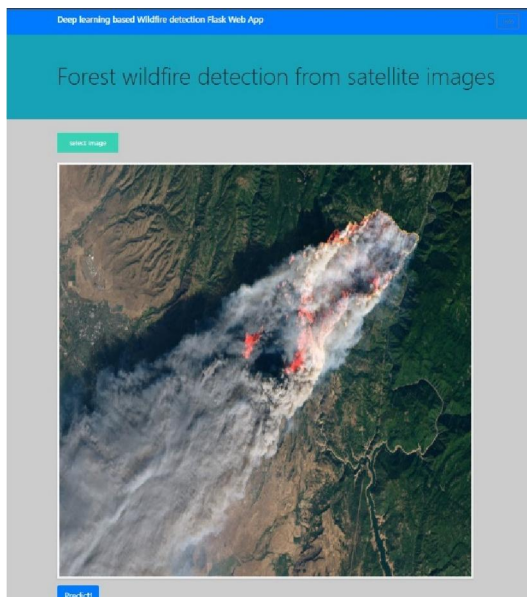 Deep learning based Wildfire detection Flask Web App
Forest wildfire detection from satellite images
select image
Predict!